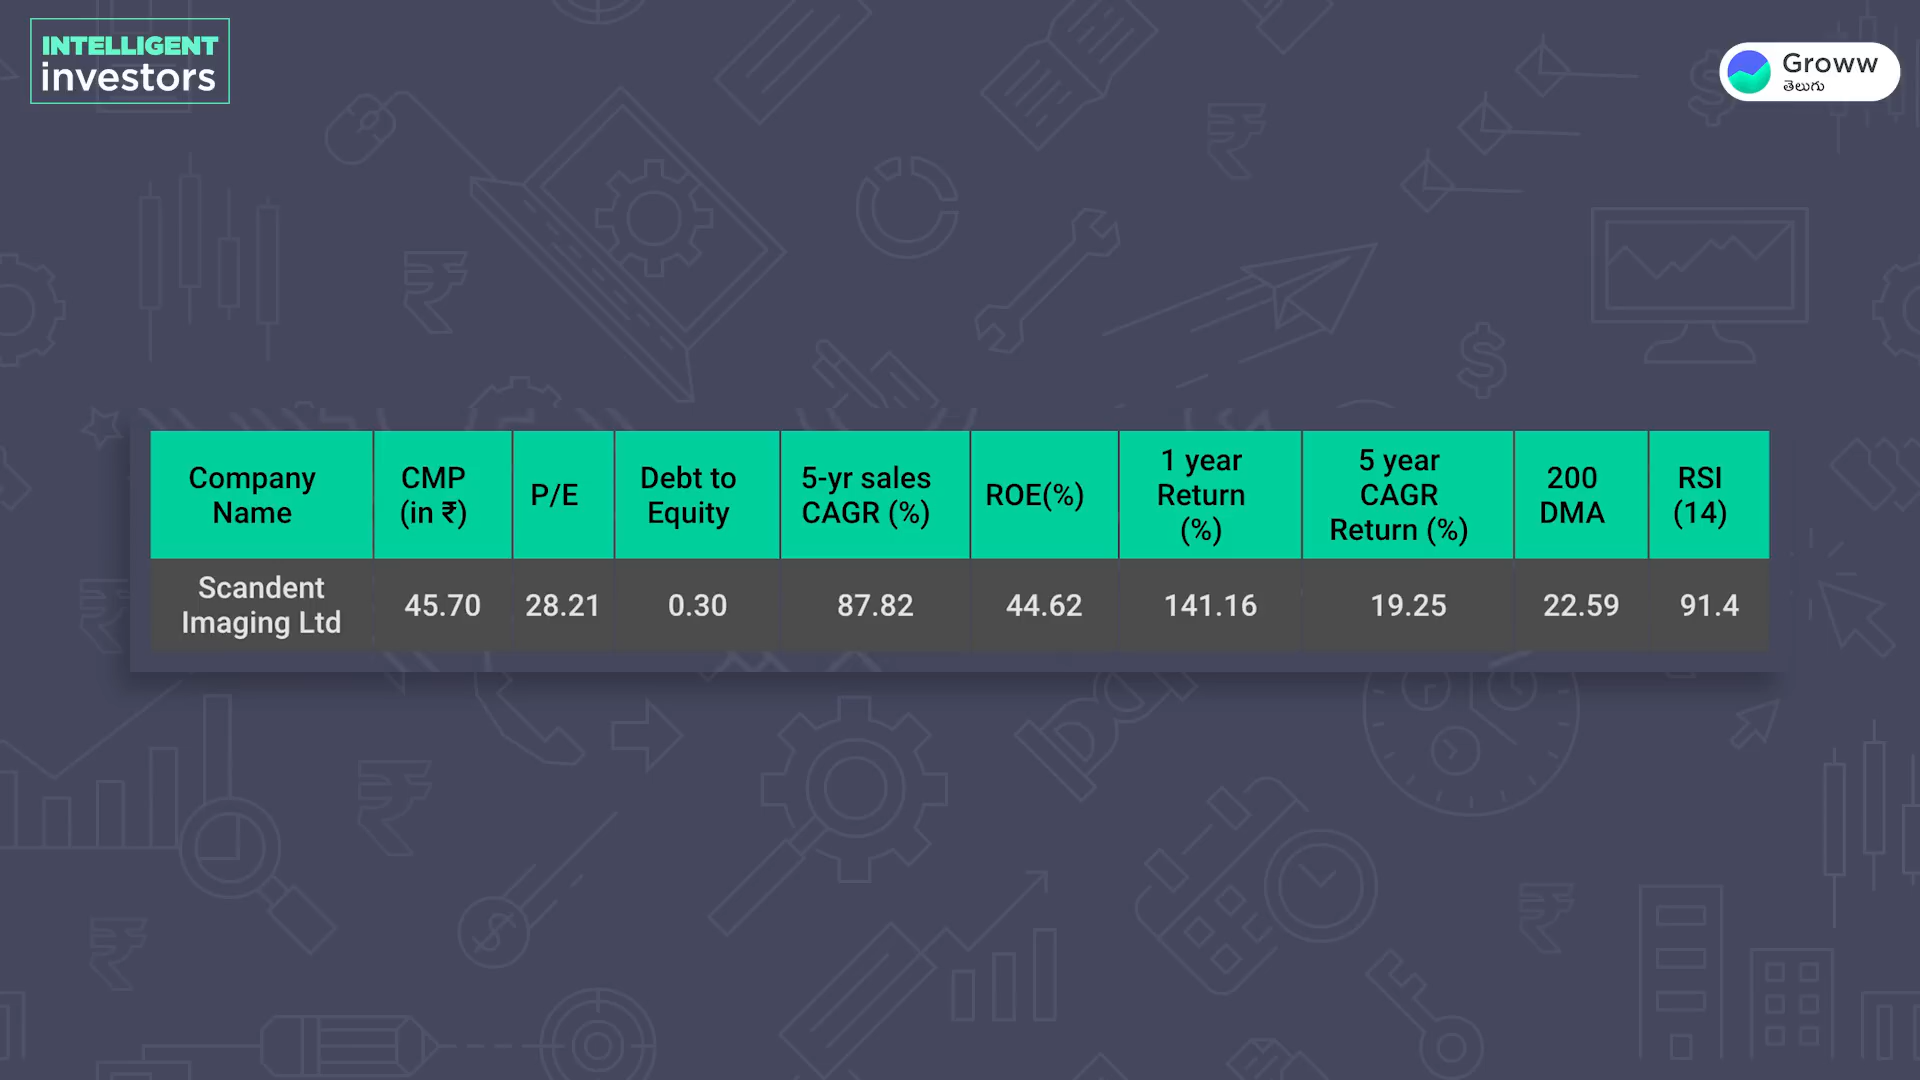 INTELLIGENT
investors
Groww
తెలుగు
Company Name
CMP (in ₹)
P/E
Debt to Equity
5-yr sales CAGR (%)
ROE(%)
1 year Return (%)
5 year CAGR Return (%)
200 DMA
RSI (14)
Scandent Imaging Ltd
45.70
28.21
0.30
87.82
44.62
141.16
19.25
22.59
91.4